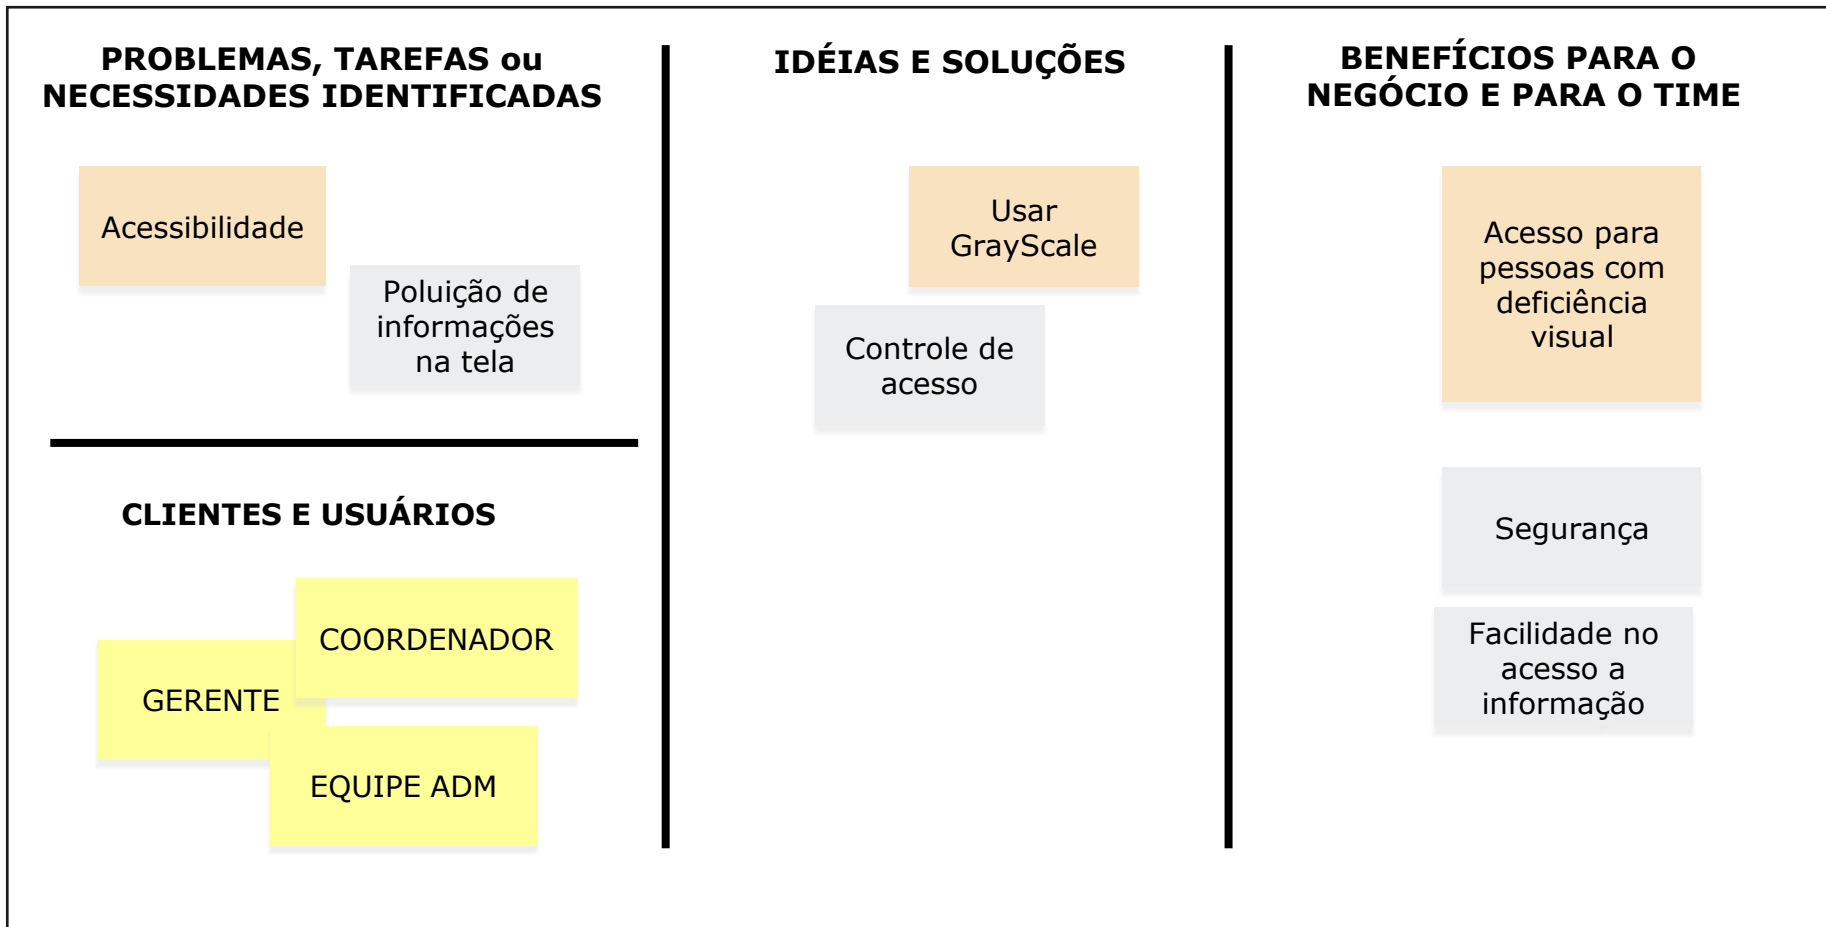 PROBLEMAS, TAREFAS ou
NECESSIDADES IDENTIFICADAS
Acessibilidade
Poluição de
informações
na tela
CLIENTES E USUÁRIOS
COORDENADOR
GERENTE
EQUIPE ADM
IDÉIAS E SOLUÇÕES
Usar
GrayScale
Controle de
acesso
BENEFÍCIOS PARA O
NEGÓCIO E PARA O TIME
Acesso para
pessoas com
deficiência
visual
Segurança
Facilidade no
acesso a
informação